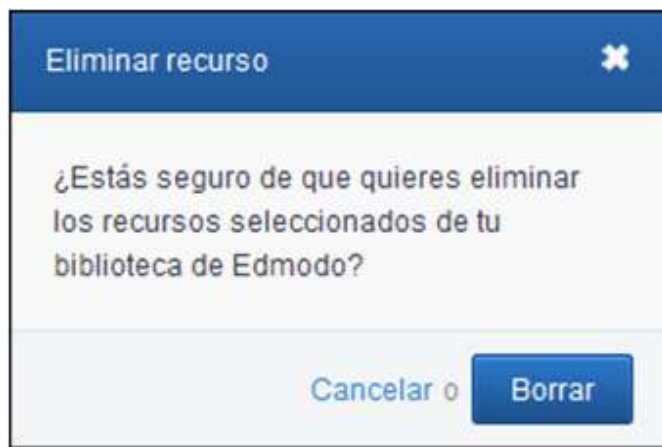 Eliminar recurso
¿Estás seguro de que quieres eliminar
los recursos seleccionados de tu
biblioteca de Edmodo?
Cancelar o Borrar